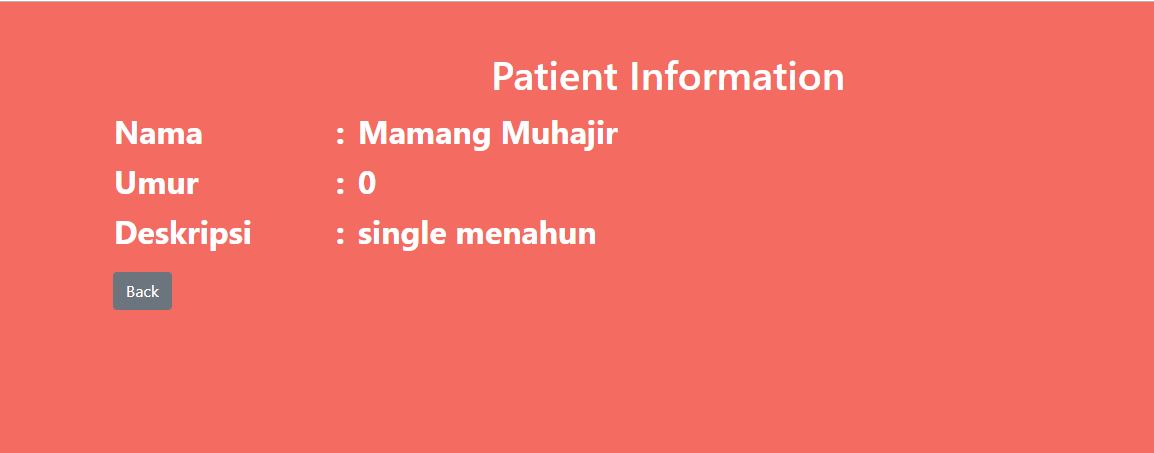 Patient Information
Nama : Mamang Muhajir
Umur : 0
Deskripsi : single menahun
Back